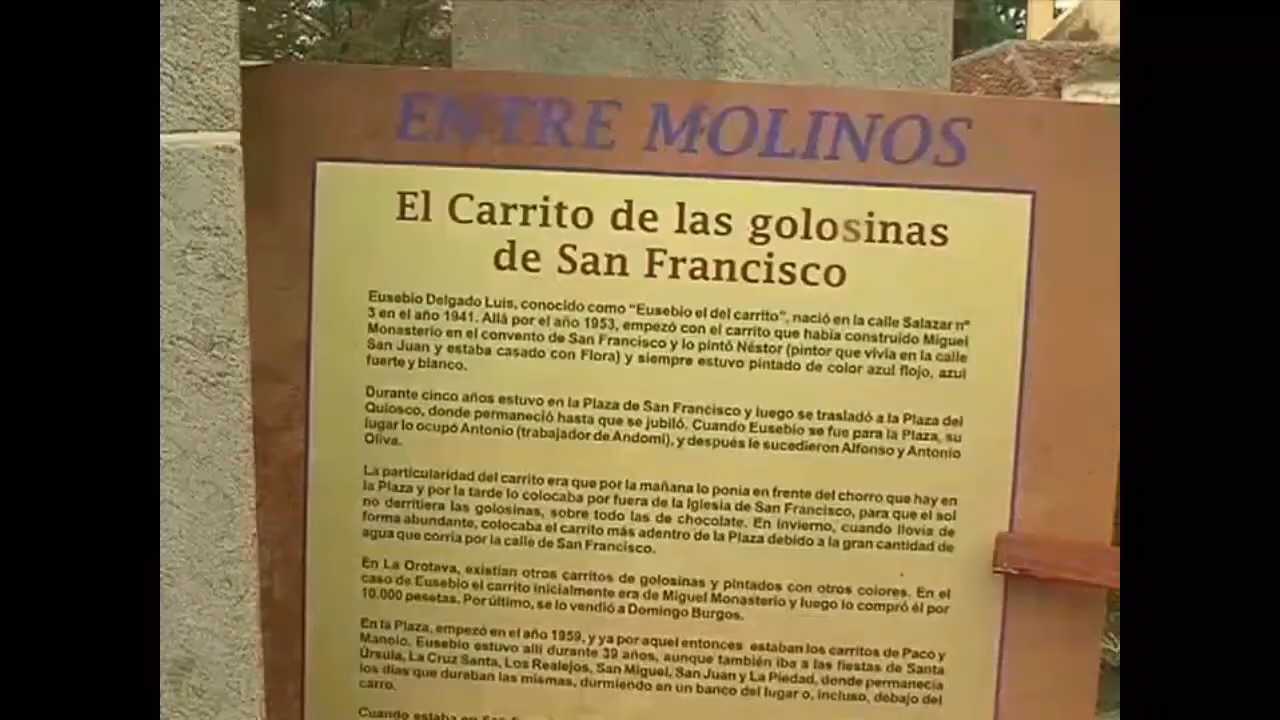 ENTRE MOLINOS
El Carrito de las golosinas
de San Francisco
Eusebio Delgado Luis, conocido como "Eusebio el del carrito", nació en la calle Salazar nº
3 en el año 1941. Allá por el año 1953, empezó con el carrito que había construido Miguel
Monasterio en el convento de San Francisco y lo pintó Néstor (pintor que vivía en la calle
San Juan y estaba casado con Flora) y siempre estuvo pintado de color azul flojo, azul
fuerte y blanco.
Durante cinco años estuvo en la Plaza de San Francisco y luego se trasladó a la Plaza del
Quiosco, donde permaneció hasta que se jubiló. Cuando Eusebio se fue para la Plaza, su
lugar lo ocupó Antonio (trabajador de Andomi), y después le sucedieron Alfonso y Antonio
Oliva.
La particularidad del carrito era que por la mañana lo ponía en frente del chorro que hay en
la Plaza y por la tarde lo colocaba por fuera de la Iglesia de San Francisco, para que el sol
no derritiera las golosinas, sobre todo las de chocolate. En invierno, cuando llovía de
forma abundante, colocaba el carrito más adentro de la Plaza debido a la gran cantidad de
agua que corría por la calle de San Francisco.
En La Orotava, existían otros carritos de golosinas y pintados con otros colores. En el
caso de Eusebio el carrito inicialmente era de Miguel Monasterio y luego lo compró él por
10.000 pesetas. Por último, se lo vendió a Domingo Burgos.
En la Plaza, empezó en el año 1959, y ya por aquel entonces estaban los carritos de Paco y
Manolo. Eusebio estuvo allí durante 39 años, aunque también iba a las fiestas de Santa
Úrsula, La Cruz Santa, Los Realejos, San Miguel, San Juan y La Piedad, donde permanecía
los días que duraban las mismas, durmiendo en un banco del lugar o, incluso, debajo del
carro.
Cuando estaba en